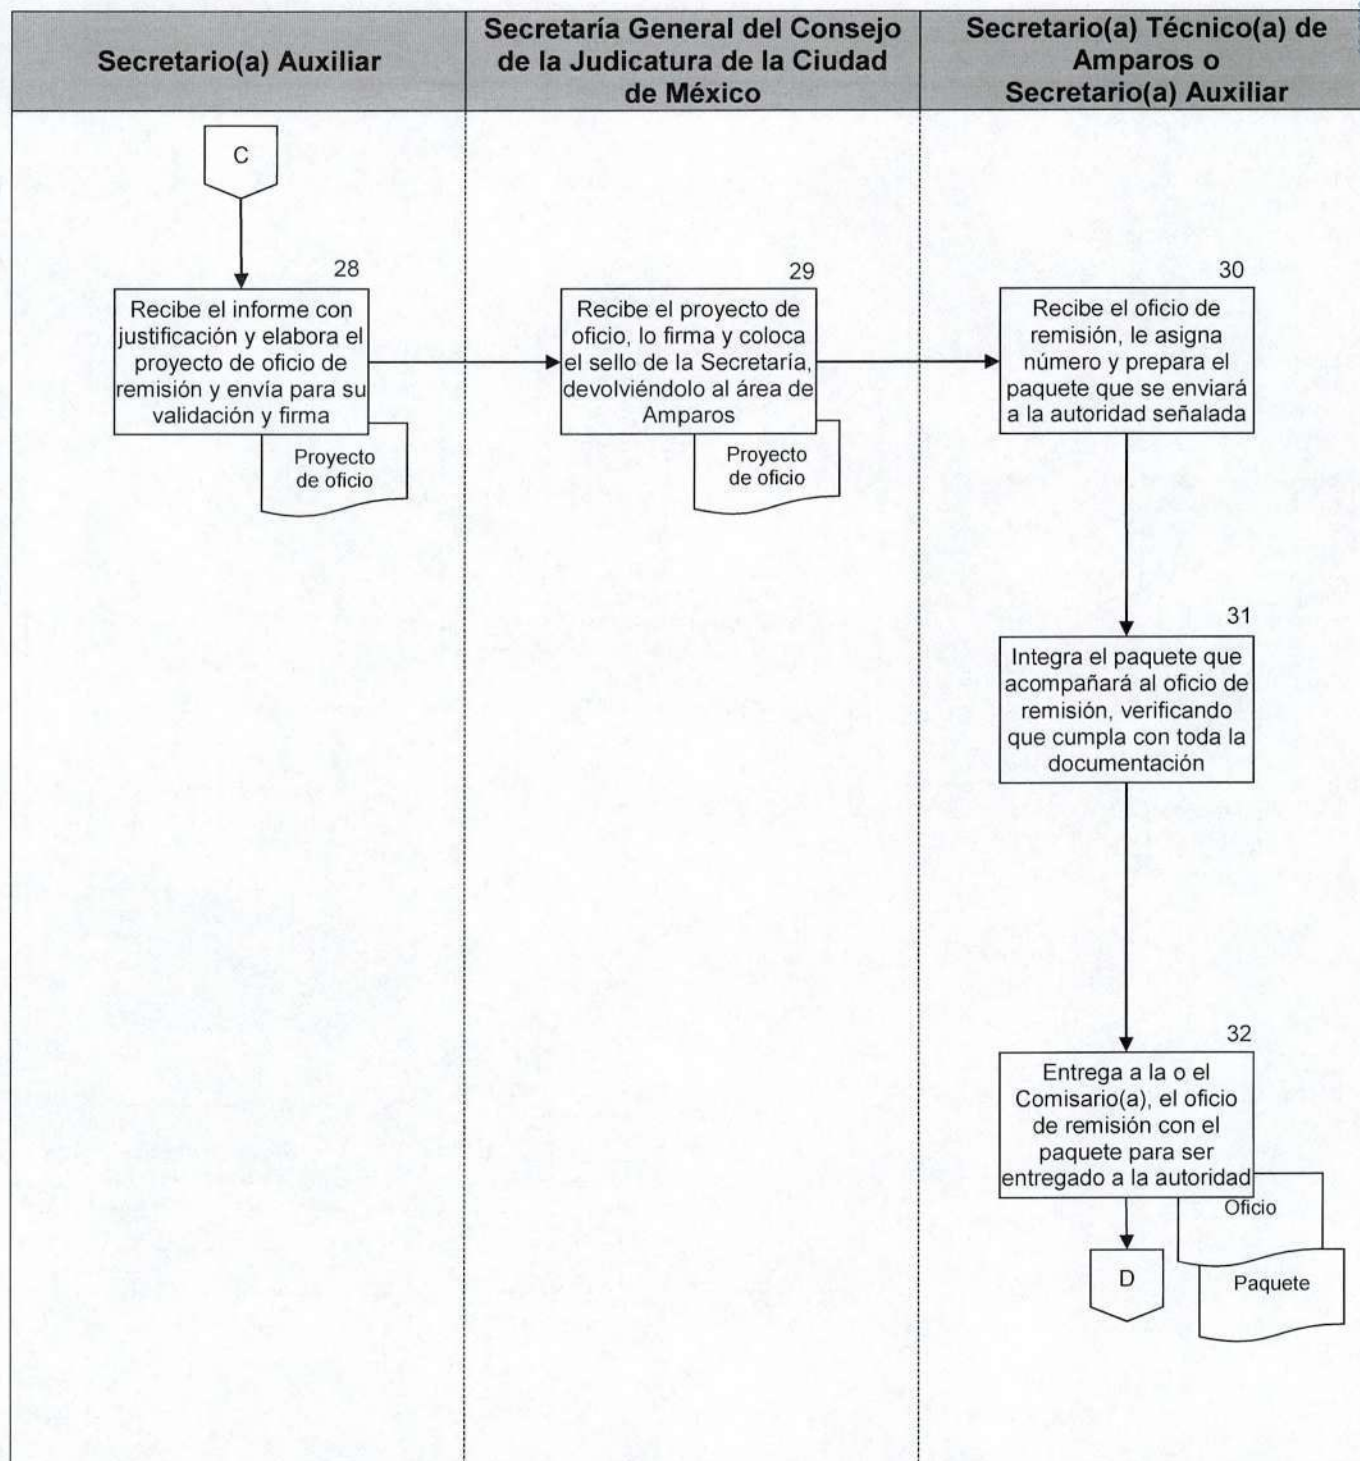 Secretario(a) Auxiliar
Secretaría General del Consejo
de la Judicatura de la Ciudad
de México
Secretario(a) Técnico(a) de
Amparos o
Secretario(a) Auxiliar
C
28
Recibe el informe con
justificación y elabora el
proyecto de oficio de
remisión y envía para su
validación y firma
Proyecto
de oficio
29
Recibe el proyecto de
oficio, lo firma y coloca
el sello de la Secretaría,
devolviéndolo al área de
Amparos
Proyecto
de oficio
30
Recibe el oficio de
remisión, le asigna
número y prepara el
paquete que se enviará
a la autoridad señalada
31
Integra el paquete que
acompañará al oficio de
remisión, verificando
que cumpla con toda la
documentación
32
Entrega a la o el
Comisario(a), el oficio
de remisión con el
paquete para ser
entregado a la autoridad
Oficio
Paquete
D